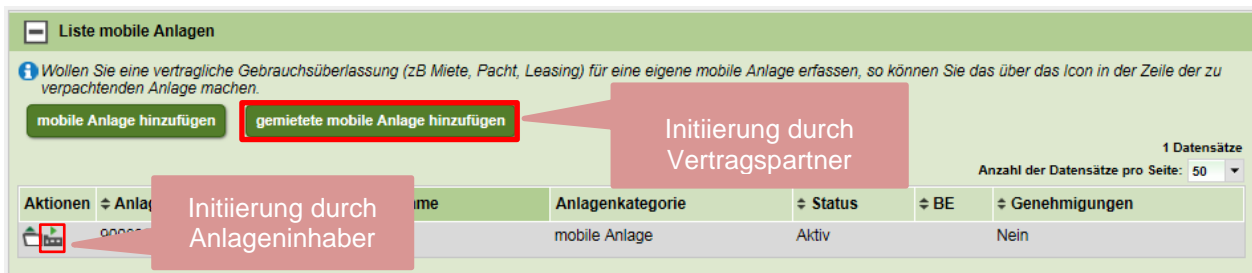 Liste mobile Anlagen
Wollen Sie eine vertragliche Gebrauchsüberlassung (zB Miete, Pacht, Leasing) für eine eigene mobile Anlage erfassen, so können Sie das über das Icon in der Zeile der zu
verpachtenden Anlage machen.
mobile Anlage hinzufügen gemietete mobile Anlage hinzufügen
Initiierung durch
Vertragspartner
1 Datensätze
Anzahl der Datensätze pro Seite: 50
Aktionen Anlagenkategorie Status BE Genehmigungen
Initiierung durch
Anlageninhaber
mobile Anlage Aktiv Nein